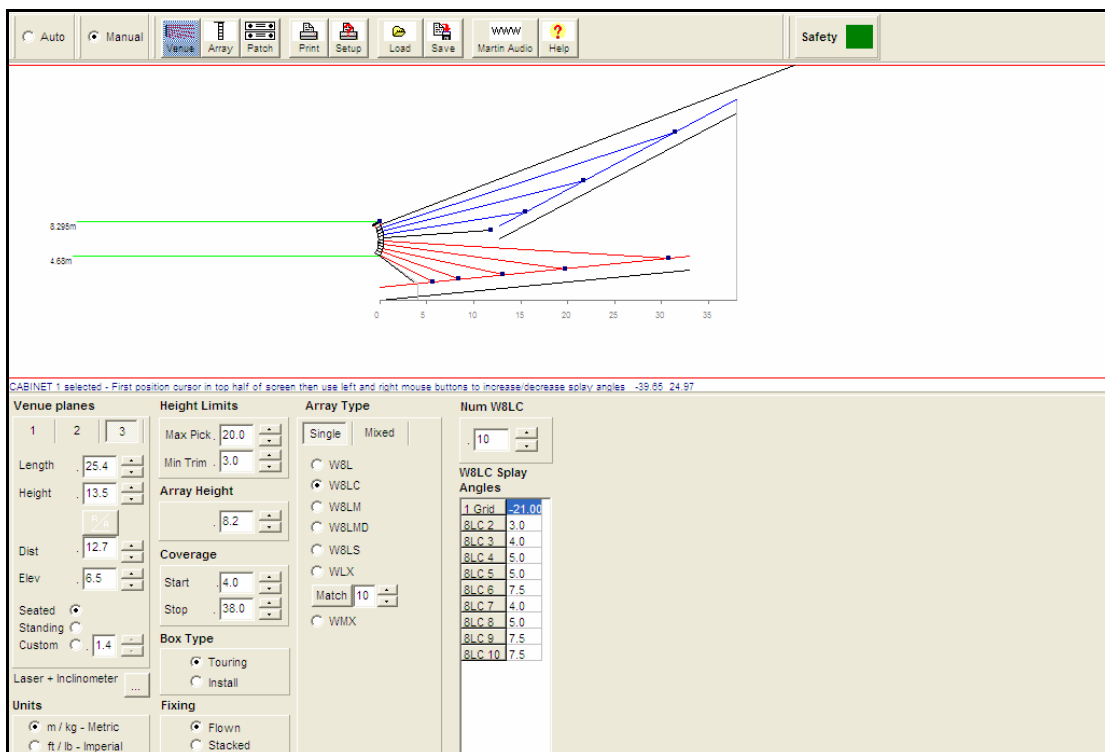 Auto Manual Venue Array Patch Print Setup Load Save www Martin Audio Help Safety
8.295m
4.68m
0 5 10 15 20 25 30 35
CABINET 1 selected - First position cursor in top half of screen then use left and right mouse buttons to increase/decrease splay angles -39.65 24.97
Venue planes
1 2 3
Length . 25.4
Height . 13.5
R/A
Dist . 12.7
Elev . 6.5
Seated
Standing
Custom . 1.4
Laser + Inclinometer ...
Units
m / kg - Metric
ft / lb - Imperial
Height Limits
Max Pick . 20.0
Min Trim . 3.0
Array Height
. 8.2
Coverage
Start . 4.0
Stop . 38.0
Box Type
Touring
Install
Fixing
Flown
Stacked
Array Type
Single Mixed
W8L
W8LC
W8LM
W8LMD
W8LS
WLX
Match 10
WMX
Num W8LC
. 10
W8LC Splay
Angles
1 Grid -21.00
8LC 2 3.0
8LC 3 4.0
8LC 4 5.0
8LC 5 5.0
8LC 6 7.5
8LC 7 4.0
8LC 8 5.0
8LC 9 7.5
8LC 10 7.5